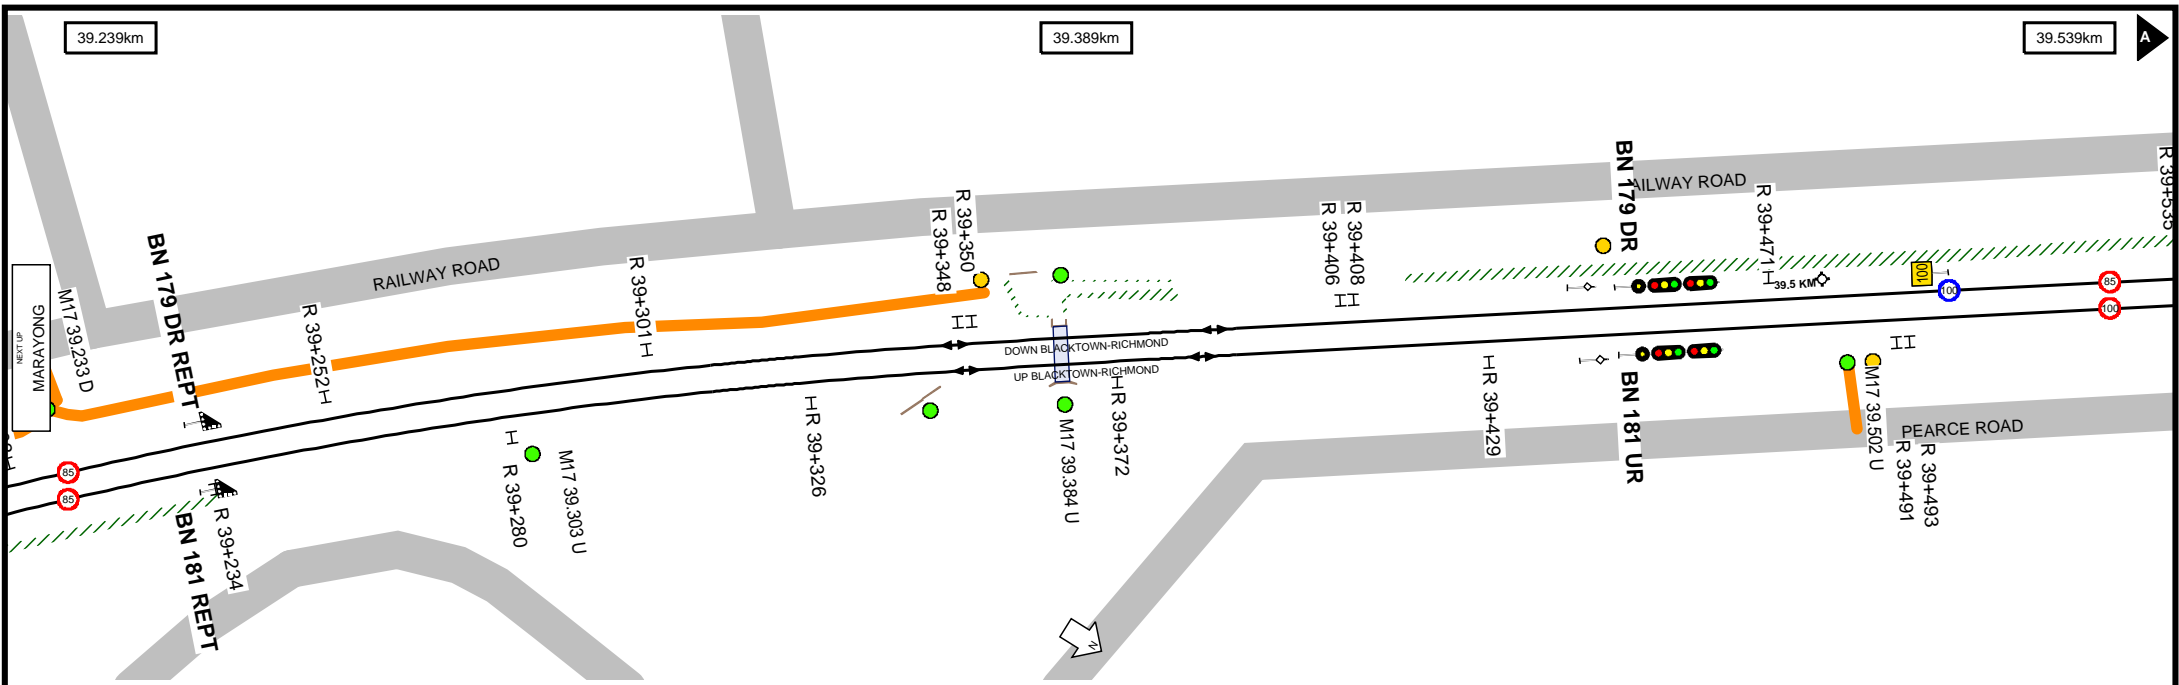 39.239km
39.389km
39.539km
A
NEXT UP
MARAYONG
M17 39.233 D
BN 179 DR REPT
RAILWAY ROAD
R 39+252
R 39+301
R 39+348
R 39+350
R 39+406
R 39+408
BN 179 DR
AILWAY ROAD
R 39+471
39.5 KM
100
100
85
100
R 39+535
DOWN BLACKTOWN-RICHMOND
UP BLACKTOWN-RICHMOND
85
85
BN 181 REPT
R 39+234
R 39+280
M17 39.303 U
R 39+326
M17 39.384 U
R 39+372
R 39+429
BN 181 UR
M17 39.502 U
PEARCE ROAD
R 39+491
R 39+493
N